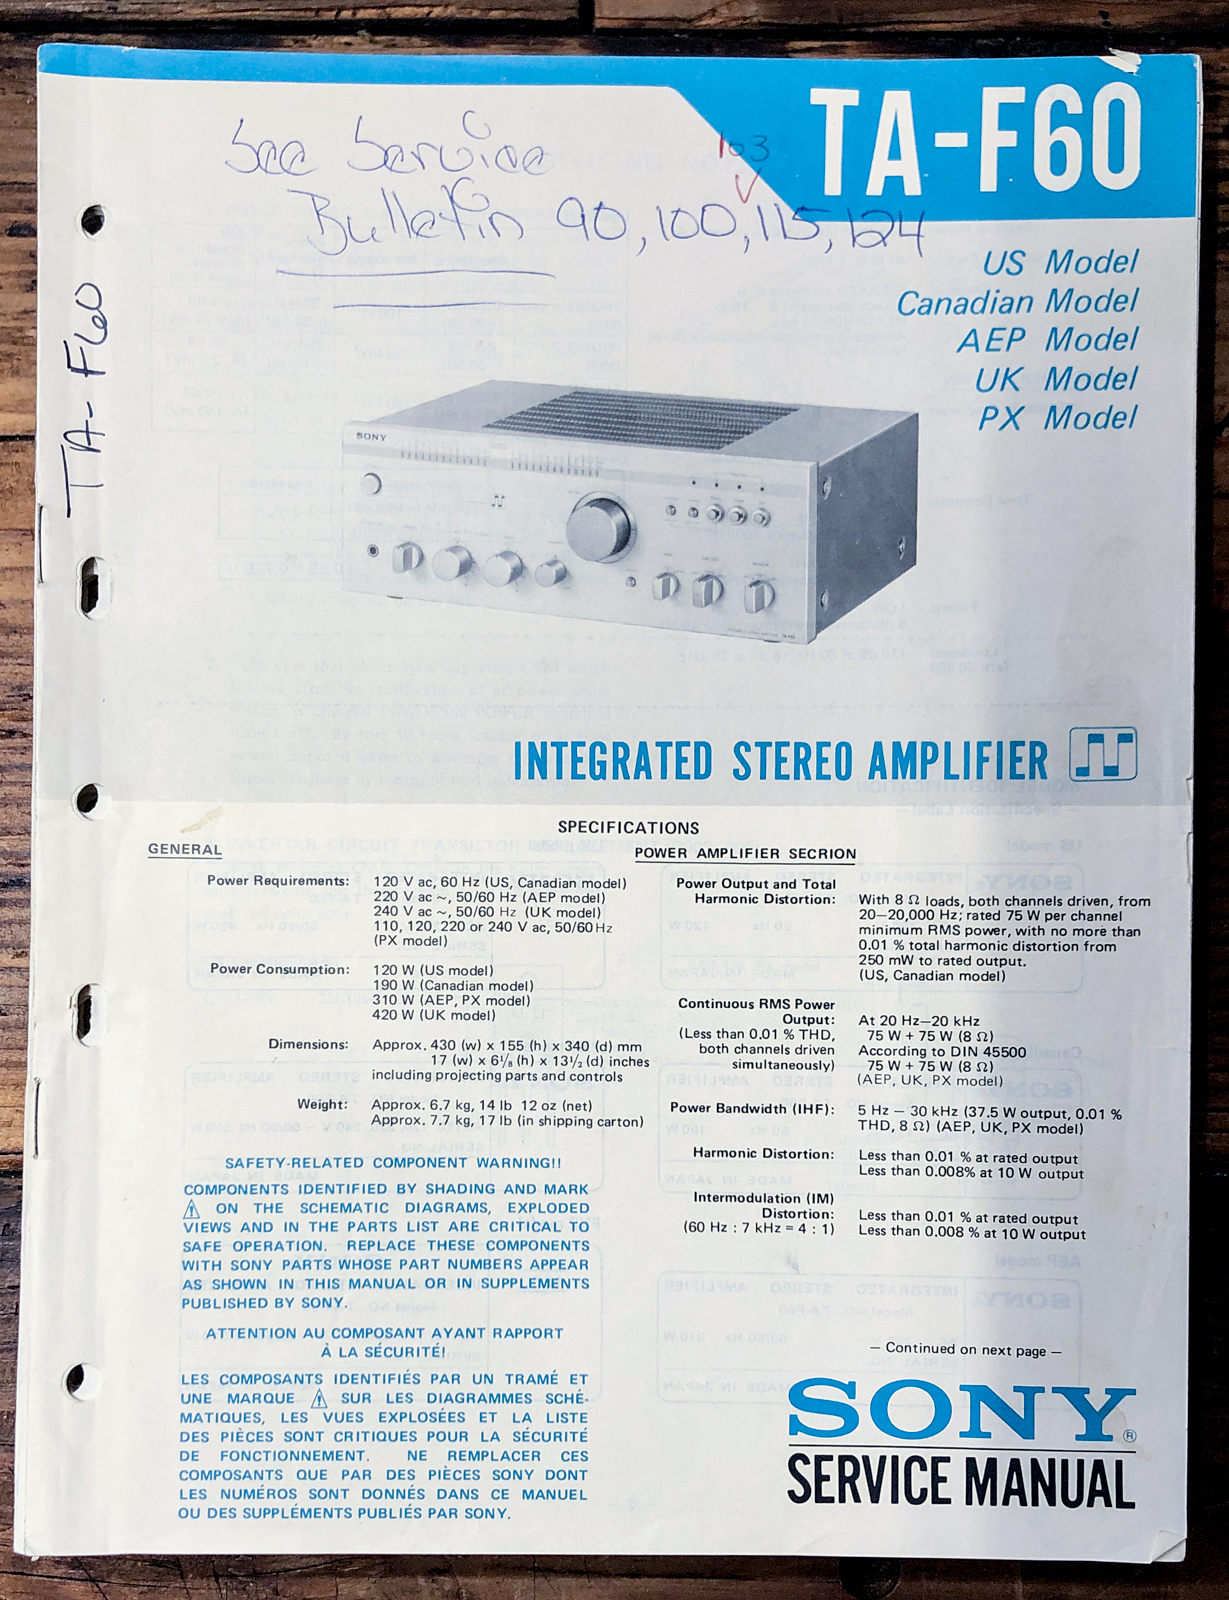 TA-F60
See Service
103
Bulletin 90, 100, 115, 124
TA-F60
US Model
Canadian Model
AEP Model
UK Model
PX Model
SONY
INTEGRATED STEREO AMPLIFIER
SPECIFICATIONS
GENERAL
Power Requirements: 120 V ac, 60 Hz (US, Canadian model)
220 V ac ~, 50/60 Hz (AEP model)
240 V ac ~, 50/60 Hz (UK model)
110, 120, 220 or 240 V ac, 50/60 Hz
(PX model)
Power Consumption: 120 W (US model)
190 W (Canadian model)
310 W (AEP, PX model)
420 W (UK model)
Dimensions: Approx. 430 (w) x 155 (h) x 340 (d) mm
17 (w) x 6 1/8 (h) x 13 1/2 (d) inches
including projecting parts and controls
Weight: Approx. 6.7 kg, 14 lb 12 oz (net)
Approx. 7.7 kg, 17 lb (in shipping carton)
SAFETY-RELATED COMPONENT WARNING!!
COMPONENTS IDENTIFIED BY SHADING AND MARK
⚠ ON THE SCHEMATIC DIAGRAMS, EXPLODED
VIEWS AND IN THE PARTS LIST ARE CRITICAL TO
SAFE OPERATION. REPLACE THESE COMPONENTS
WITH SONY PARTS WHOSE PART NUMBERS APPEAR
AS SHOWN IN THIS MANUAL OR IN SUPPLEMENTS
PUBLISHED BY SONY.
ATTENTION AU COMPOSANT AYANT RAPPORT
À LA SÉCURITÉ!
LES COMPOSANTS IDENTIFIÉS PAR UN TRAMÉ ET
UNE MARQUE ⚠ SUR LES DIAGRAMMES SCHÉ-
MATIQUES, LES VUES EXPLOSÉES ET LA LISTE
DES PIÈCES SONT CRITIQUES POUR LA SÉCURITÉ
DE FONCTIONNEMENT. NE REMPLACER CES
COMPOSANTS QUE PAR DES PIÈCES SONY DONT
LES NUMÉROS SONT DONNÉS DANS CE MANUEL
OU DES SUPPLÉMENTS PUBLIÉS PAR SONY.
POWER AMPLIFIER SECRION
Power Output and Total
Harmonic Distortion: With 8 Ω loads, both channels driven, from
20–20,000 Hz; rated 75 W per channel
minimum RMS power, with no more than
0.01 % total harmonic distortion from
250 mW to rated output.
(US, Canadian model)
Continuous RMS Power
Output: At 20 Hz–20 kHz
(Less than 0.01 % THD, 75 W + 75 W (8 Ω)
both channels driven According to DIN 45500
simultaneously) 75 W + 75 W (8 Ω)
(AEP, UK, PX model)
Power Bandwidth (IHF): 5 Hz – 30 kHz (37.5 W output, 0.01 %
THD, 8 Ω) (AEP, UK, PX model)
Harmonic Distortion: Less than 0.01 % at rated output
Less than 0.008% at 10 W output
Intermodulation (IM)
Distortion: Less than 0.01 % at rated output
(60 Hz : 7 kHz = 4 : 1) Less than 0.008 % at 10 W output
– Continued on next page –
SONY®
SERVICE MANUAL